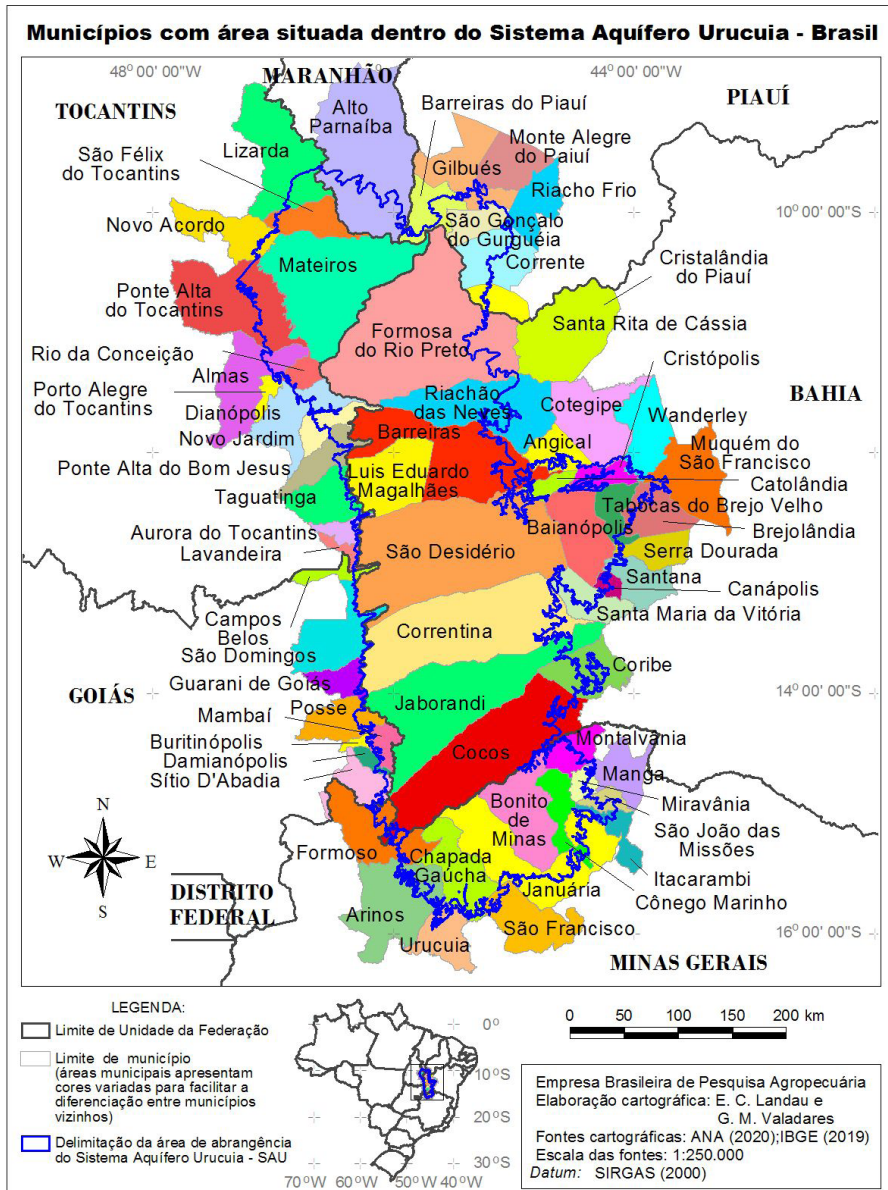 Municípios com área situada dentro do Sistema Aquífero Urucuia - Brasil
48º 00' 00"W
44º 00' 00"W
MARANHÃO
TOCANTINS
PIAUÍ
Alto
Parnaíba
Barreiras do Piauí
São Félix
do Tocantins
Lizarda
Gilbués
Monte Alegre
do Paiuí
Riacho Frio
Novo Acordo
São Gonçalo
do Gurguéia
10º 00' 00"S
Mateiros
Corrente
Cristalândia
do Piauí
Ponte Alta
do Tocantins
Formosa
do Rio Preto
Santa Rita de Cássia
Rio da Conceição
Cristópolis
Almas
Porto Alegre
do Tocantins
Riachão
das Neves
Cotegipe
BAHIA
Dianópolis
Wanderley
Novo Jardim
Barreiras
Angical
Muquém do
São Francisco
Ponte Alta do Bom Jesus
Luis Eduardo
Magalhães
Catolândia
Taguatinga
Tabocas do Brejo Velho
Baianópolis
Brejolândia
Aurora do Tocantins
Lavandeira
São Desidério
Serra Dourada
Santana
Canápolis
Campos
Belos
Santa Maria da Vitória
Correntina
São Domingos
Coribe
Guarani de Goiás
GOIÁS
Jaborandi
14º 00' 00"S
Posse
Mambaí
Buritinópolis
Cocos
Montalvânia
Damianópolis
Sítio D'Abadia
Manga
Miravânia
Bonito
de
Minas
São João das
Missões
N
W
E
S
Formoso
Chapada
Gaúcha
Itacarambi
Januária
Cônego Marinho
DISTRITO
FEDERAL
Arinos
São Francisco
Urucuia
16º 00' 00"S
MINAS GERAIS
LEGENDA:
Limite de Unidade da Federação
Limite de município
(áreas municipais apresentam
cores variadas para facilitar a
diferenciação entre municípios
vizinhos)
Delimitação da área de abrangência
do Sistema Aquífero Urucuia - SAU
0°
10°S
20°S
30°S
70°W 60°W 50°W 40°W
0 50 100 150 200 km
Empresa Brasileira de Pesquisa Agropecuária
Elaboração cartográfica: E. C. Landau e
G. M. Valadares
Fontes cartográficas: ANA (2020);IBGE (2019)
Escala das fontes: 1:250.000
Datum: SIRGAS (2000)